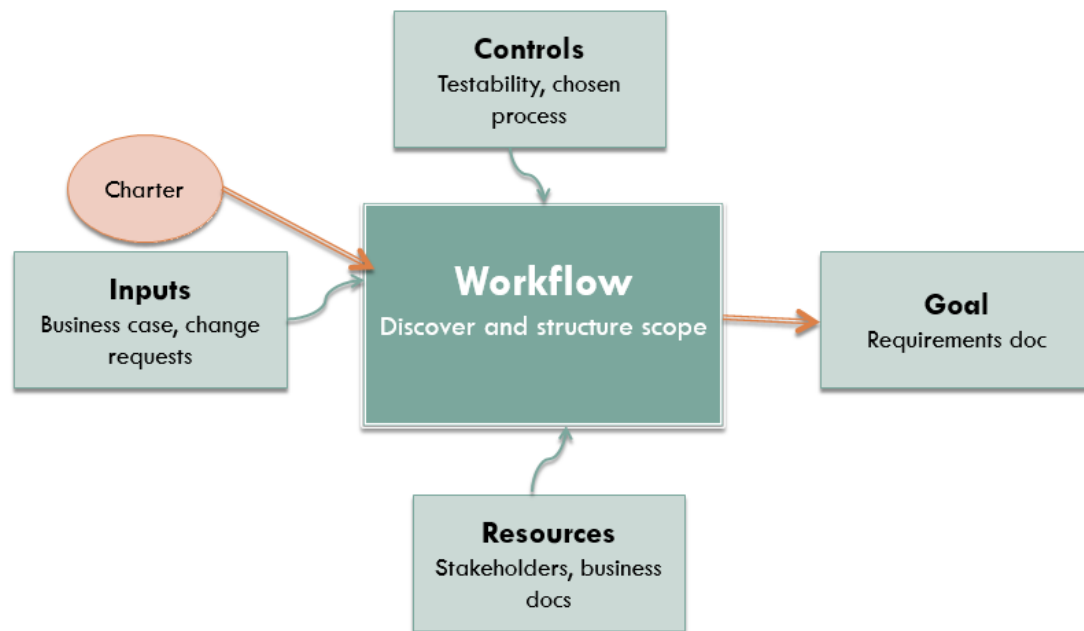 Controls
Testability, chosen
process
Charter
Inputs
Business case, change
requests
Workflow
Discover and structure scope
Goal
Requirements doc
Resources
Stakeholders, business
docs